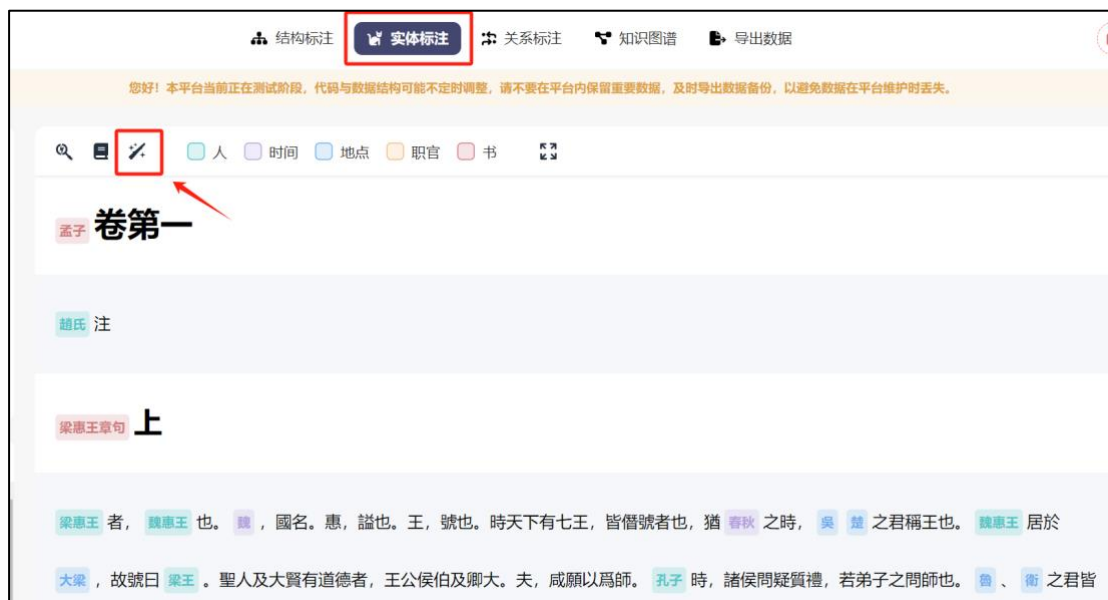 结构标注 实体标注 关系标注 知识图谱 导出数据
您好！本平台当前正在测试阶段，代码与数据结构可能不定时调整，请不要在平台内保留重要数据，及时导出数据备份，以避免数据在平台维护时丢失。
人 时间 地点 职官 书
孟子 卷第一
趙氏 注
梁惠王章句 上
梁惠王 者， 魏惠王 也。 魏 ，國名。惠，謚也。王，號也。時天下有七王，皆僭號者也，猶 春秋 之時， 吳 楚 之君稱王也。 魏惠王 居於
大梁 ，故號曰 梁王 。聖人及大賢有道德者，王公侯伯及卿大。夫，咸願以爲師。 孔子 時，諸侯問疑質禮，若弟子之問師也。 魯 、 衞 之君皆